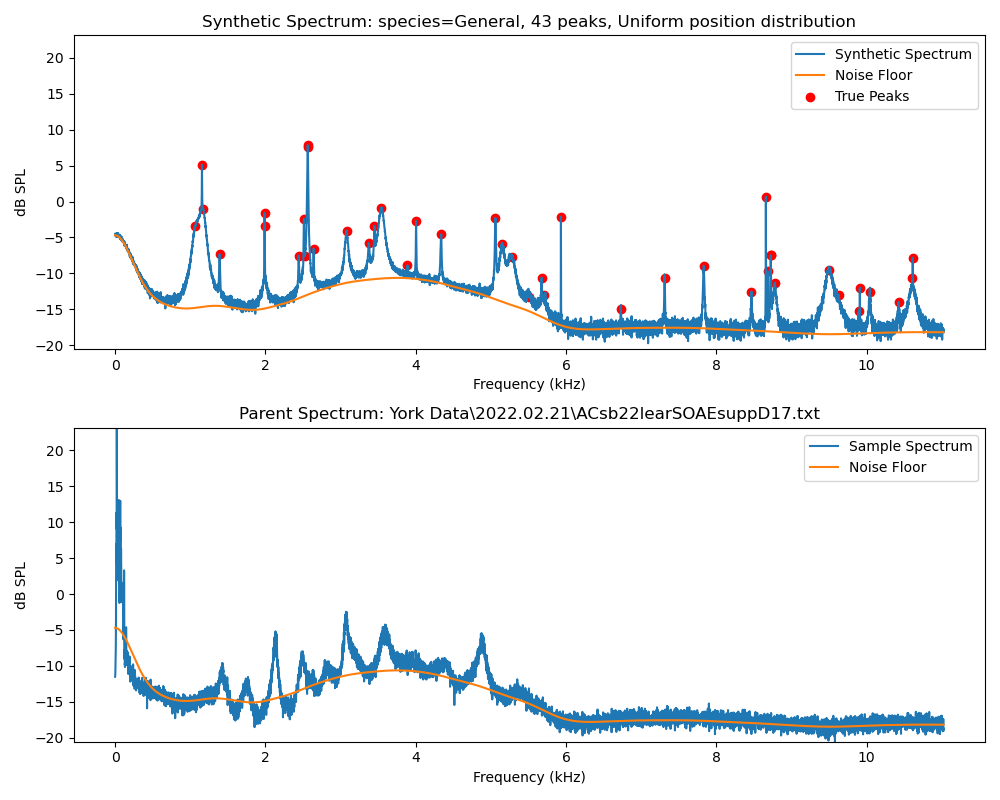 Synthetic Spectrum: species=General, 43 peaks, Uniform position distribution
Synthetic Spectrum
Noise Floor
True Peaks
dB SPL
20
15
10
5
0
−5
−10
−15
−20
0
2
4
6
8
10
Frequency (kHz)
Parent Spectrum: York Data\2022.02.21\ACsb22learSOAEsuppD17.txt
Sample Spectrum
Noise Floor
dB SPL
20
15
10
5
0
−5
−10
−15
−20
0
2
4
6
8
10
Frequency (kHz)